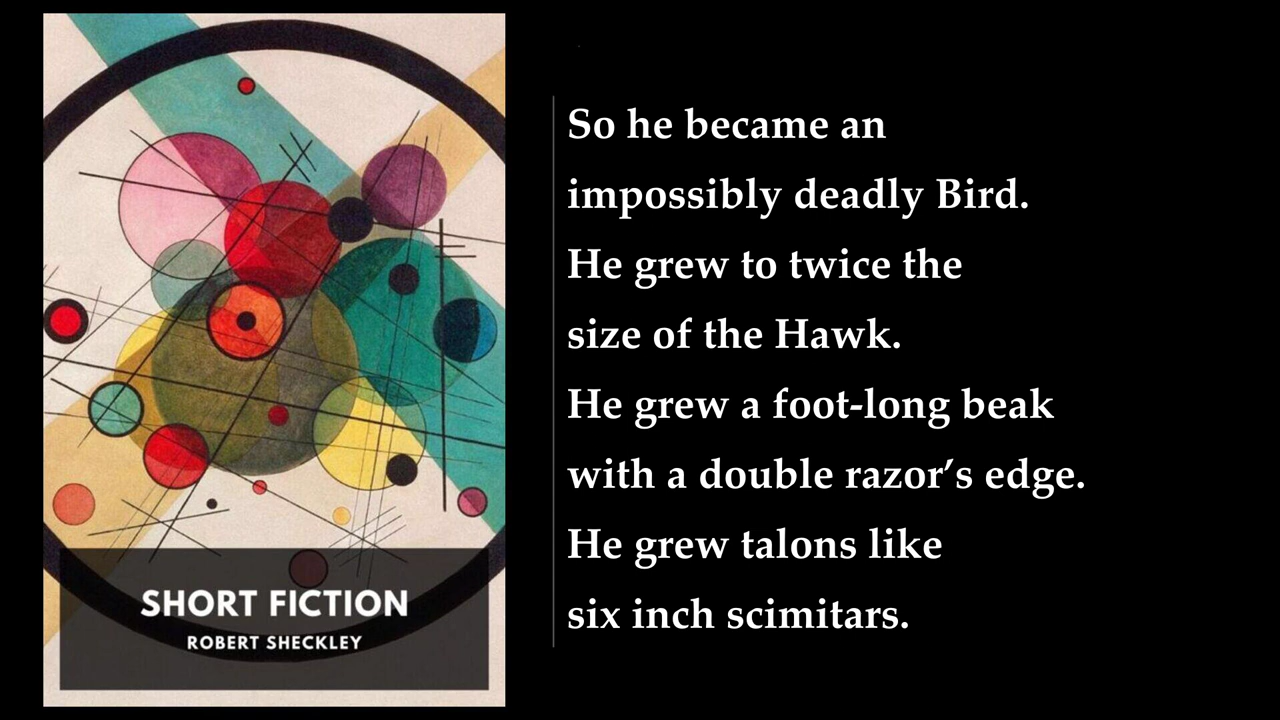 SHORT FICTION
ROBERT SHECKLEY
So he became an
impossibly deadly Bird.
He grew to twice the
size of the Hawk.
He grew a foot-long beak
with a double razor’s edge.
He grew talons like
six inch scimitars.